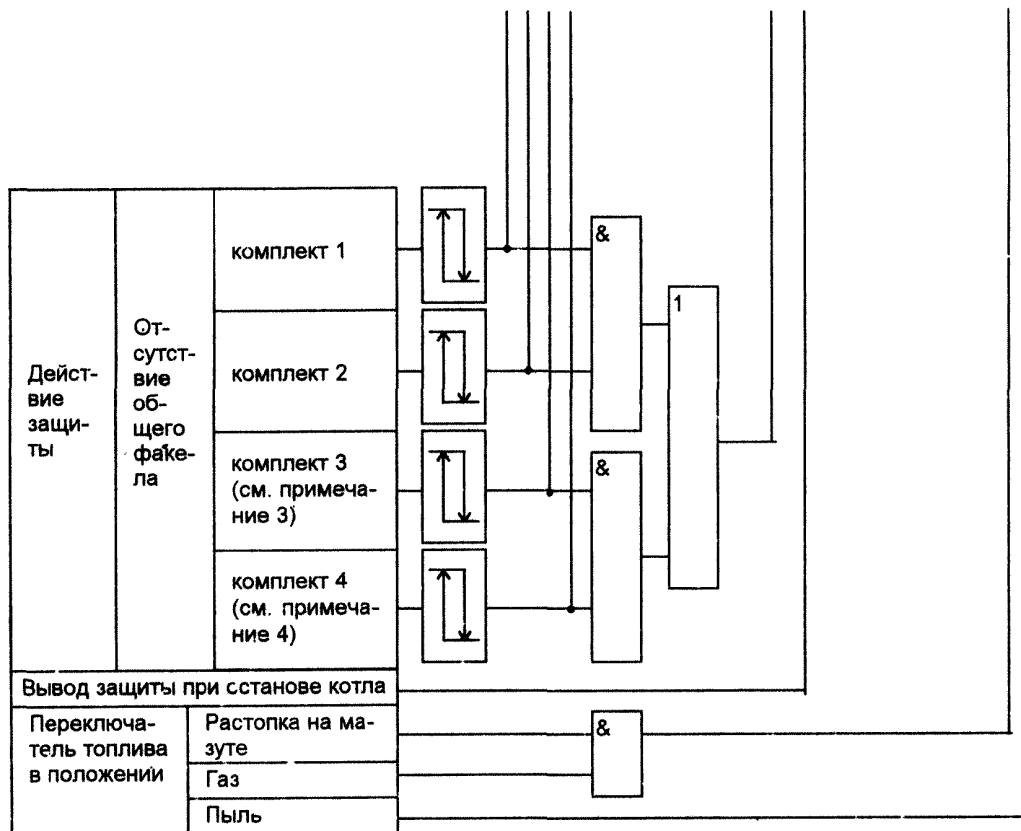 Дейст-
вие
защи-
ты
От-
сутст-
вие
об-
щего
факе-
ла
комплект 1
комплект 2
комплект 3
(см. примеча-
ние 3)
комплект 4
(см. примеча-
ние 4)
&
&
1
Вывод защиты при сстанове котла
Переключа-
тель топлива
в положении
Растопка на ма-
зуте
Газ
Пыль
&